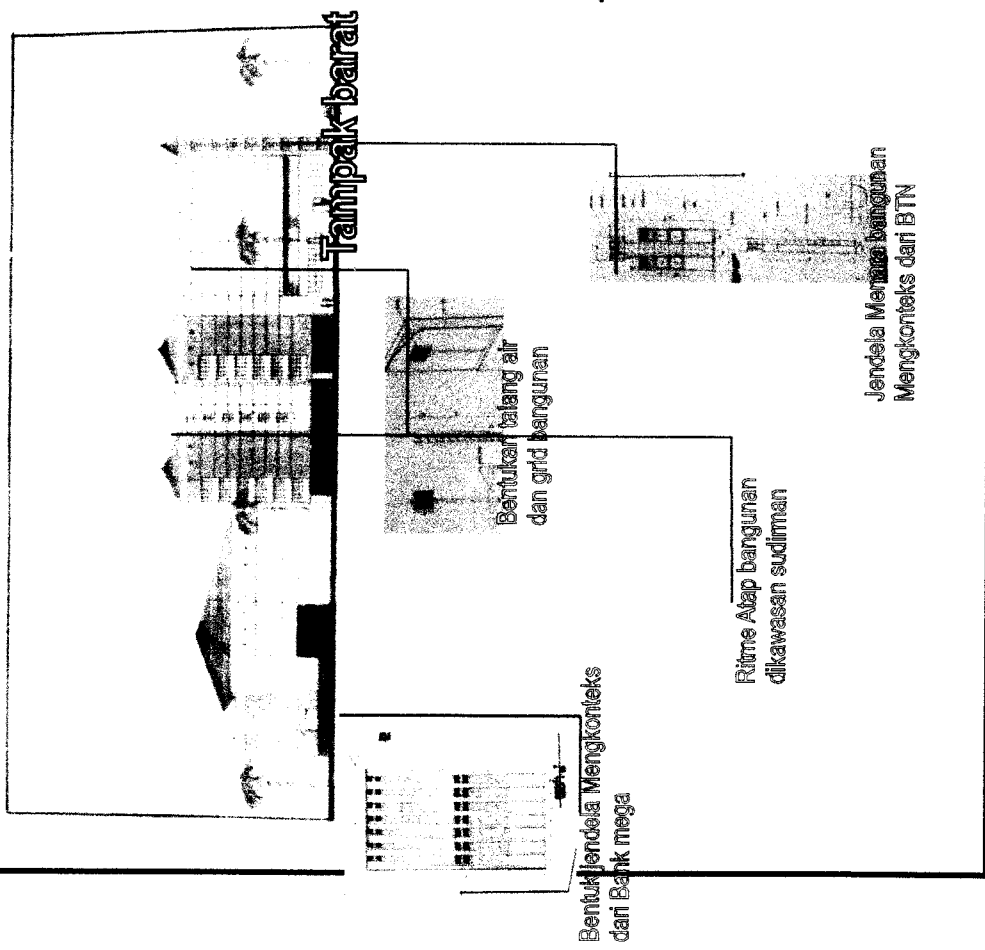 Tampak barat
Bentuk jendela Mengkonteks
dari Bank mega
Ritme Atap bangunan
dikawasan sudirman
Bentukan talang air
dan grid bangunan
Jendela Menara bangunan
Mengkonteks dari BTN